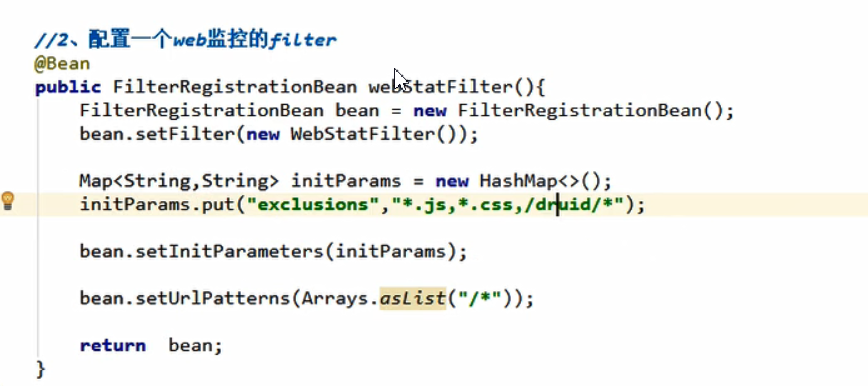 //2、配置一个web监控的filter
@Bean
public FilterRegistrationBean webStatFilter(){
FilterRegistrationBean bean = new FilterRegistrationBean();
bean.setFilter(new WebStatFilter());
Map<String,String> initParams = new HashMap<>();
initParams.put("exclusions","*.js,*.css,/druid/*");
bean.setInitParameters(initParams);
bean.setUrlPatterns(Arrays.asList("/*"));
return  bean;
}